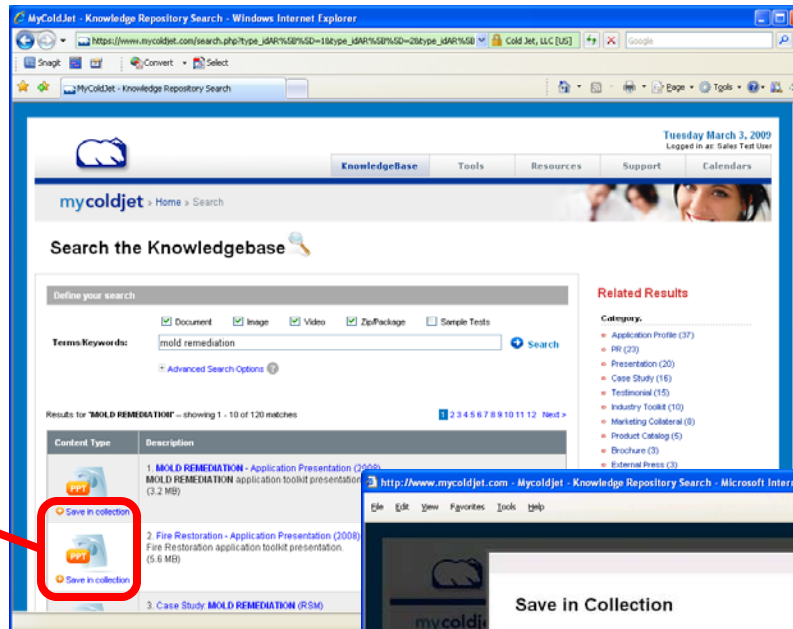 MyColdJet - Knowledge Repository Search - Windows Internet Explorer
https://www.mycoldjet.com/search.php?type_idAR%5B%5D=1&type_idAR%5B%5D=2&type_idAR%5B Cold Jet, LLC [US] Google
SnagIt Convert Select
MyColdJet - Knowledge Repository Search Page Tools
Tuesday March 3, 2009
Logged in as: Sales Test User
KnowledgeBase Tools Resources Support Calendars
mycoldjet » Home » Search
Search the Knowledgebase
Define your search
Document Image Video Zip/Package Sample Tests
Terms/Keywords: mold remediation Search
Advanced Search Options ?
Results for "MOLD REMEDIATION" -- showing 1 - 10 of 120 matches 1 2 3 4 5 6 7 8 9 10 11 12 Next »
Content Type Description
PPT
Save in collection
1. MOLD REMEDIATION - Application Presentation (2008)
MOLD REMEDIATION application toolkit presentation
(3.2 MB)
PPT
Save in collection
2. Fire Restoration - Application Presentation (2008)
Fire Restoration application toolkit presentation.
(5.6 MB)
3. Case Study: MOLD REMEDIATION (RSM)
Related Results
Category.
Application Profile (37)
PR (23)
Presentation (20)
Case Study (16)
Testimonial (15)
Industry Toolkit (10)
Marketing Collateral (8)
Product Catalog (5)
Brochure (3)
External Press (3)
http://www.mycoldjet.com - Mycoldjet - Knowledge Repository Search - Microsoft Intern
File Edit View Favorites Tools Help
mycoldj
Save in Collection